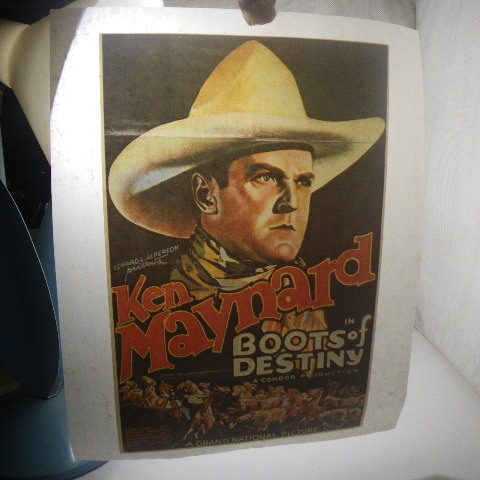 EDWARD L. ALPERSON
presents
Ken
Maynard
IN
BOOTS of
DESTINY
A CONDOR PRODUCTION
A GRAND NATIONAL PICTURE